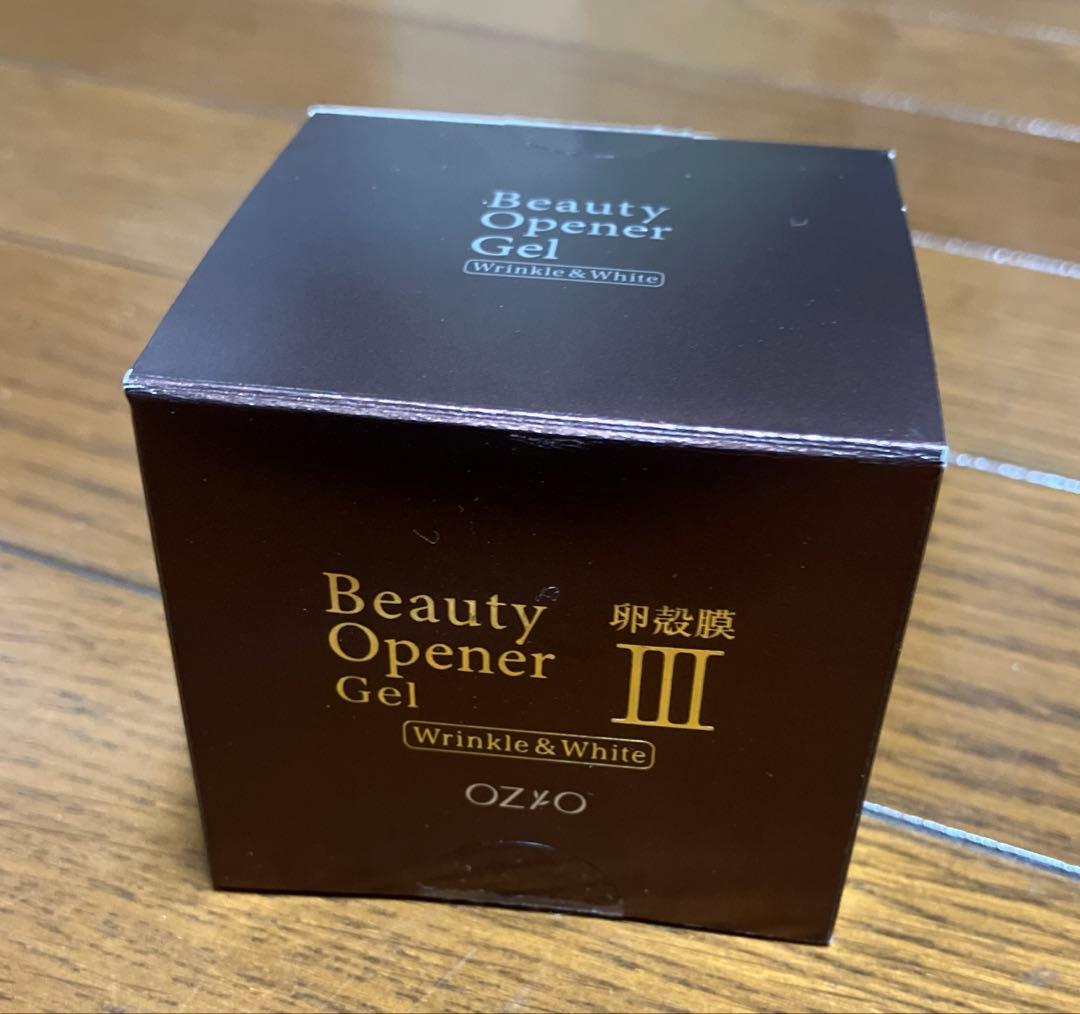 Beauty
Opener
Gel
Wrinkle & White
Beauty
Opener
Gel
卵殻膜
III
Wrinkle & White
OZIO